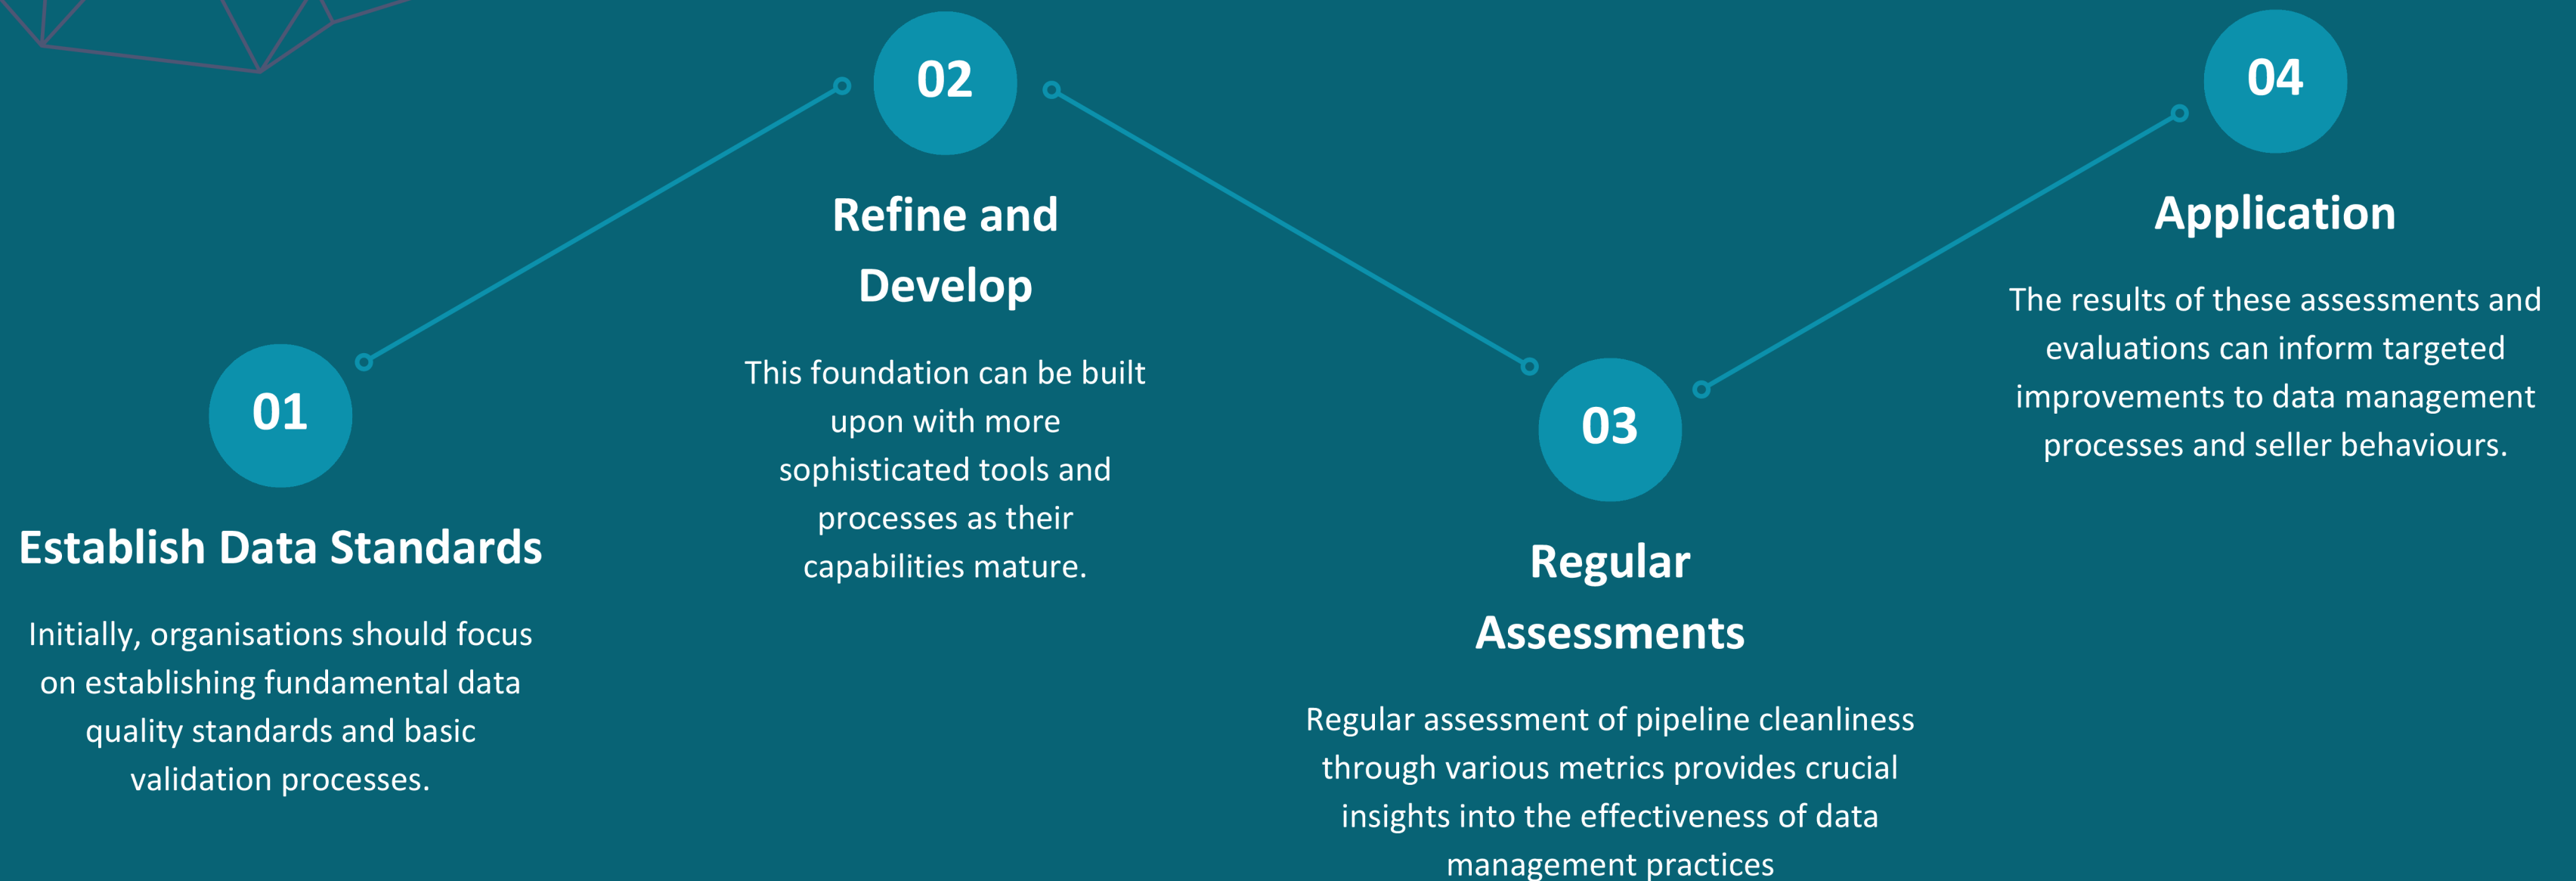 01
Establish Data Standards
Initially, organisations should focus
on establishing fundamental data
quality standards and basic
validation processes.
02
Refine and
Develop
This foundation can be built
upon with more
sophisticated tools and
processes as their
capabilities mature.
03
Regular
Assessments
Regular assessment of pipeline cleanliness
through various metrics provides crucial
insights into the effectiveness of data
management practices
04
Application
The results of these assessments and
evaluations can inform targeted
improvements to data management
processes and seller behaviours.